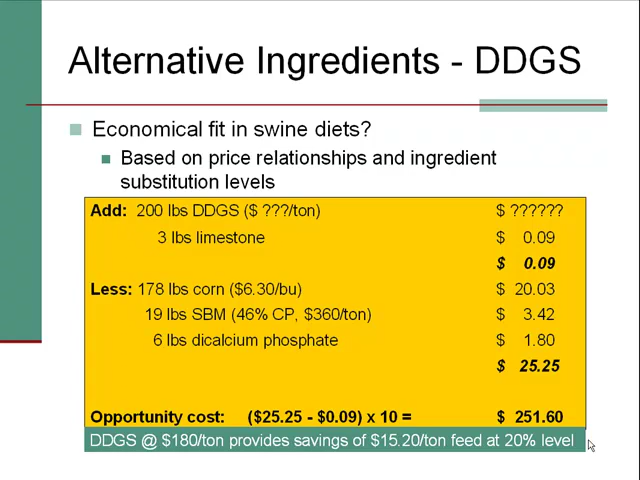 Alternative Ingredients - DDGS
Economical fit in swine diets?
Based on price relationships and ingredient
substitution levels
Add: 200 lbs DDGS ($ ???/ton) $ ??????
3 lbs limestone $ 0.09
$ 0.09
Less: 178 lbs corn ($6.30/bu) $ 20.03
19 lbs SBM (46% CP, $360/ton) $ 3.42
6 lbs dicalcium phosphate $ 1.80
$ 25.25
Opportunity cost: ($25.25 - $0.09) x 10 = $ 251.60
DDGS @ $180/ton provides savings of $15.20/ton feed at 20% level